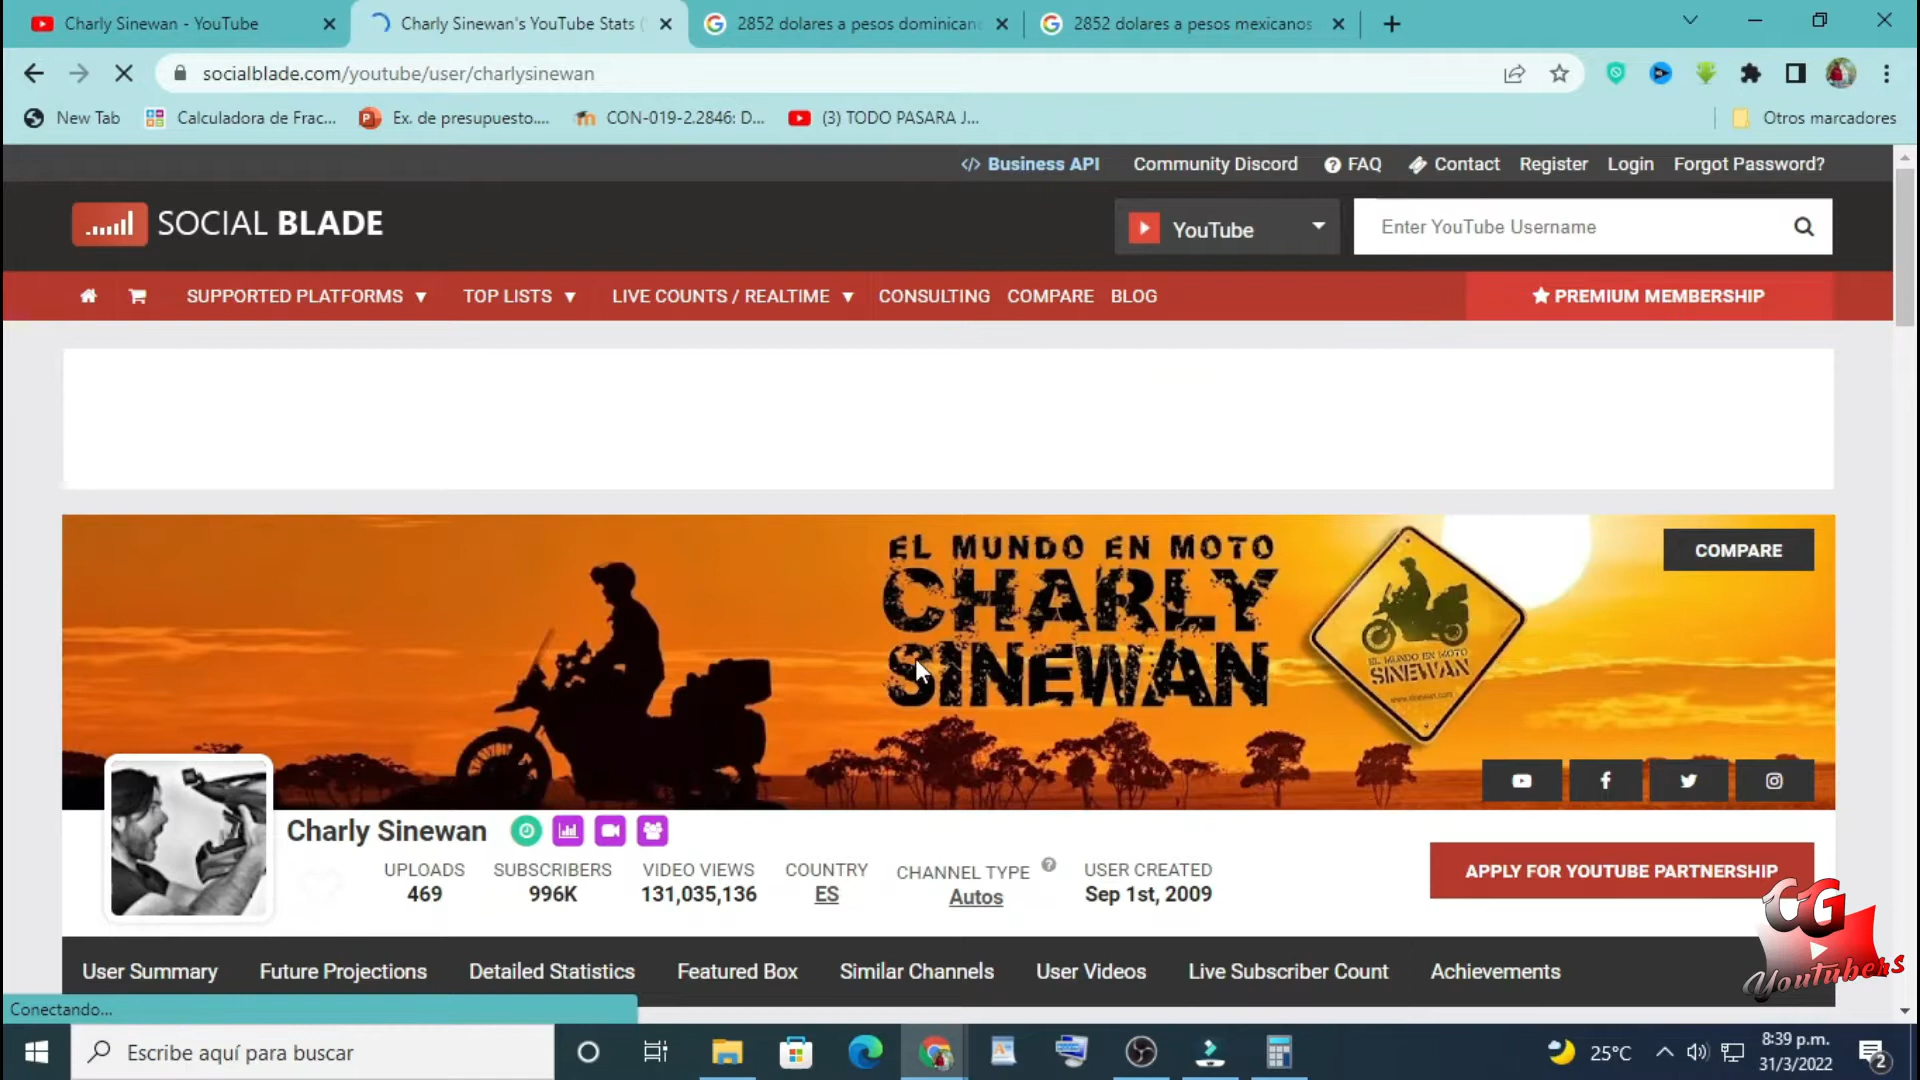 Charly Sinewan - YouTube
Charly Sinewan's YouTube Stats (
2852 dolares a pesos dominican
2852 dolares a pesos mexicanos
socialblade.com/youtube/user/charlysinewan
New Tab
Calculadora de Frac...
Ex. de presupuesto....
CON-019-2.2846: D...
(3) TODO PASARA J...
Otros marcadores
</> Business API
Community Discord
FAQ
Contact
Register
Login
Forgot Password?
SOCIAL BLADE
YouTube
Enter YouTube Username
SUPPORTED PLATFORMS
TOP LISTS
LIVE COUNTS / REALTIME
CONSULTING
COMPARE
BLOG
PREMIUM MEMBERSHIP
EL MUNDO EN MOTO
CHARLY
SINEWAN
EL MUNDO EN MOTO
SINEWAN
www.sinewan.com
COMPARE
Charly Sinewan
UPLOADS
469
SUBSCRIBERS
996K
VIDEO VIEWS
131,035,136
COUNTRY
ES
CHANNEL TYPE
Autos
USER CREATED
Sep 1st, 2009
APPLY FOR YOUTUBE PARTNERSHIP
CG
Youtubers
User Summary
Future Projections
Detailed Statistics
Featured Box
Similar Channels
User Videos
Live Subscriber Count
Achievements
Conectando...
Escribe aquí para buscar
25°C
8:39 p.m.
31/3/2022
2